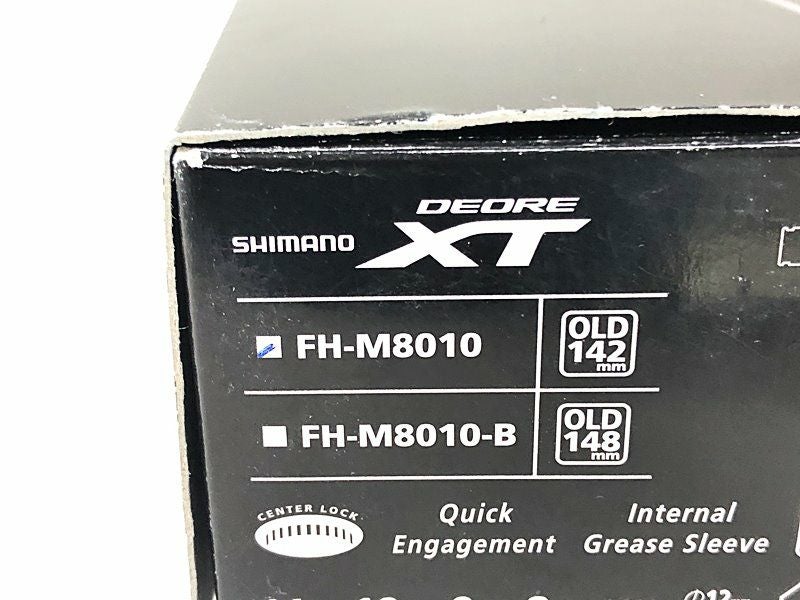 DEORE
SHIMANO XT
FH-M8010 OLD 142 mm
FH-M8010-B OLD 148 mm
CENTER LOCK
Quick Engagement
Internal Grease Sleeve